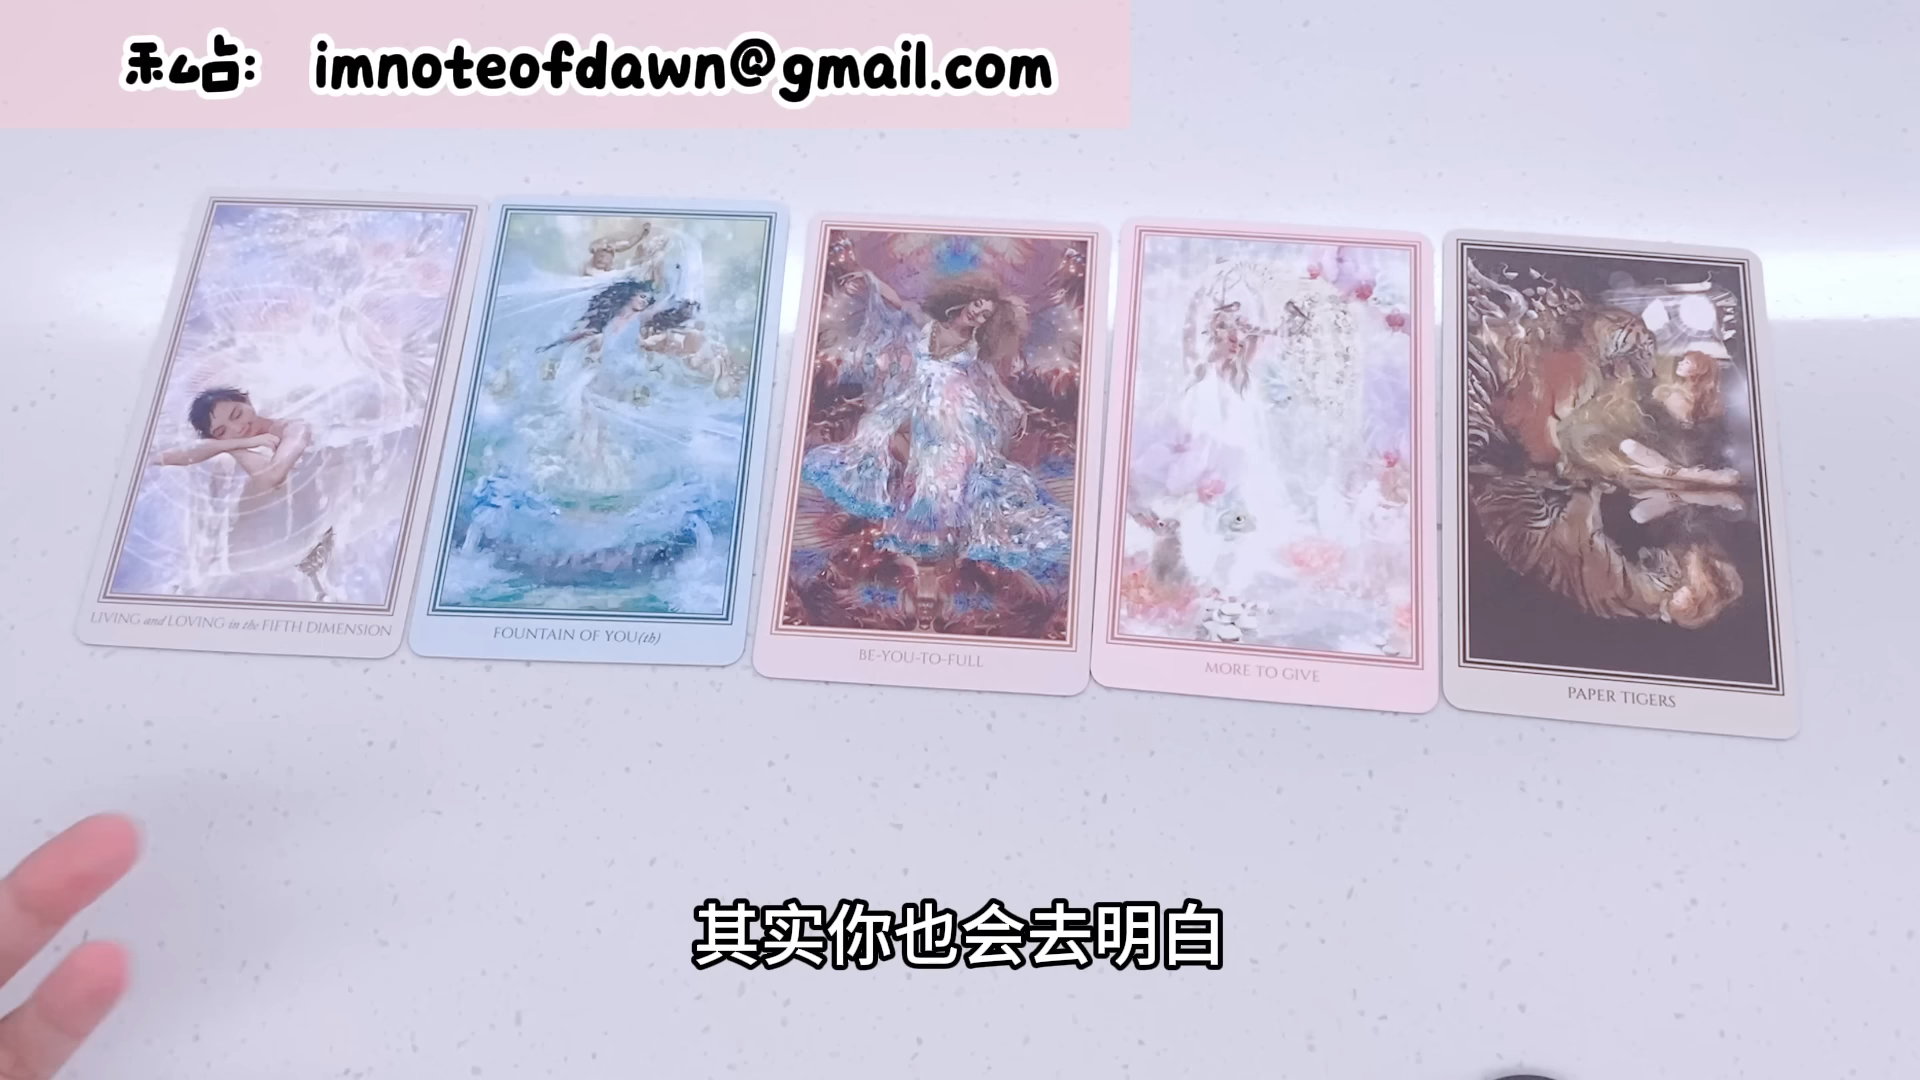 私占: imnoteofdawn@gmail.com
LIVING and LOVING in the FIFTH DIMENSION
FOUNTAIN OF YOU(th)
BE-YOU-TO-FULL
MORE TO GIVE
PAPER TIGERS
其实你也会去明白